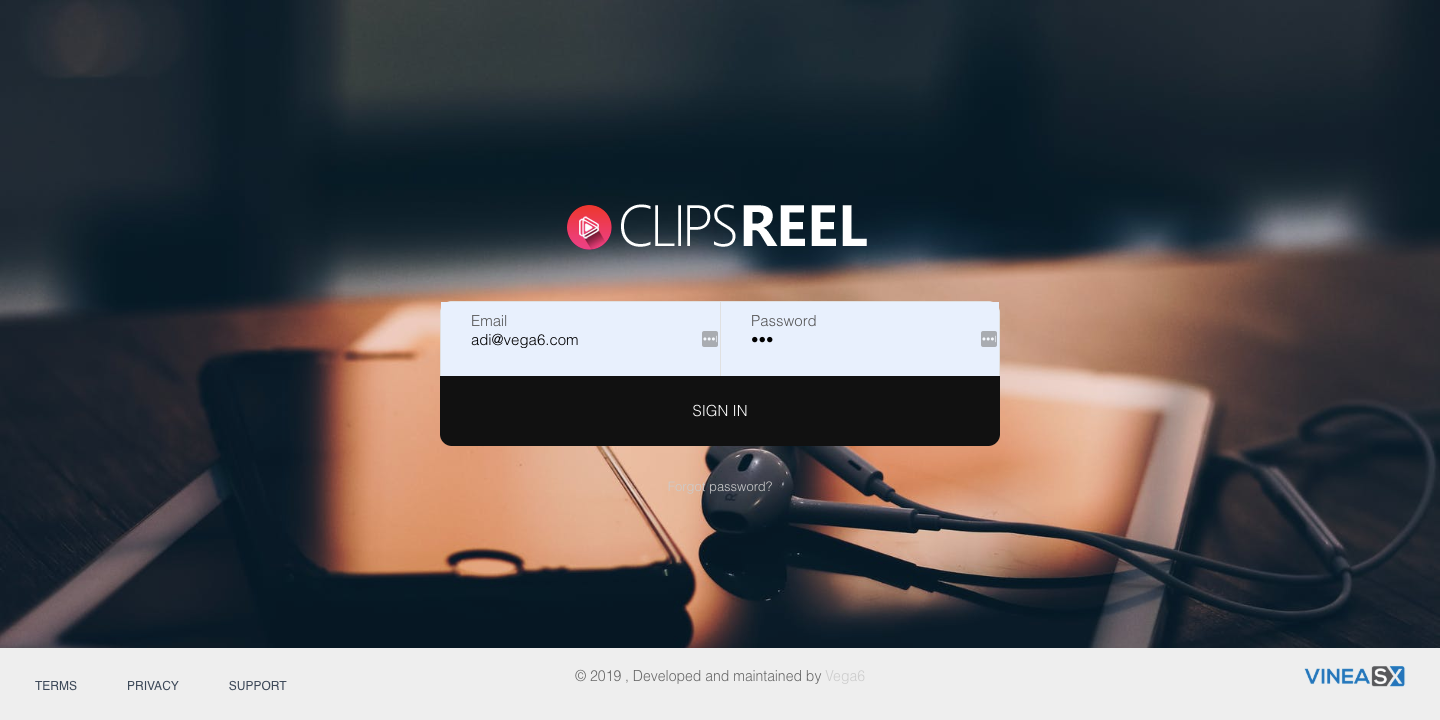 CLIPSREEL
Email
adi@vega6.com
Password
•••
SIGN IN
Forgot password?
TERMS
PRIVACY
SUPPORT
© 2019 , Developed and maintained by Vega6
VINEASX